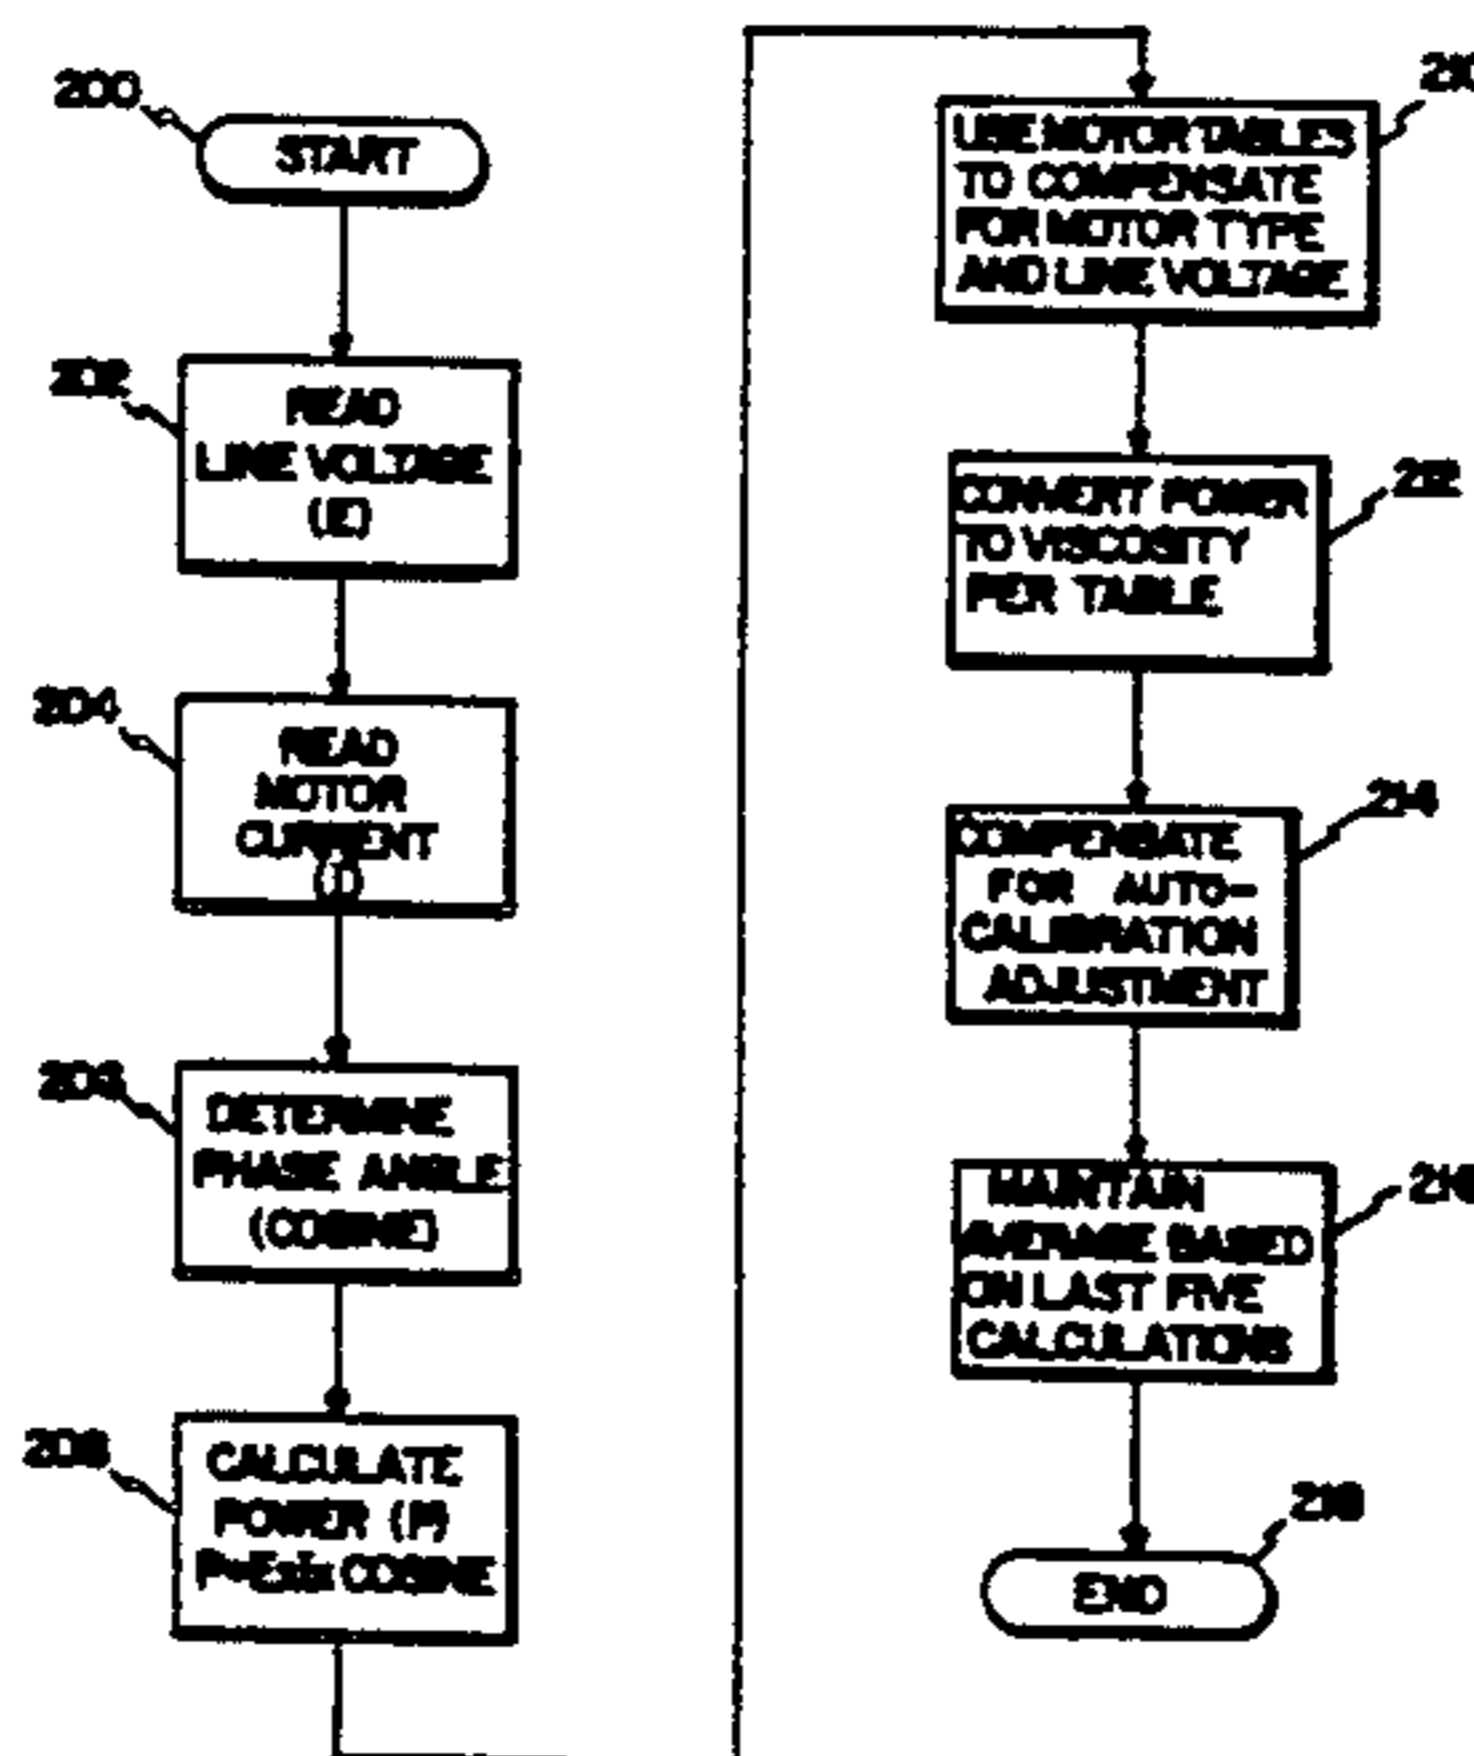 200
START
202
READ
LINE VOLTAGE
(E)
204
READ
MOTOR
CURRENT
(I)
DETERMINE
PHASE ANGLE
(COSINE)
208
CALCULATE
POWER (P)
P=ExIx COSINE
210
USE MOTOR TABLES
TO COMPENSATE
FOR MOTOR TYPE
AND LINE VOLTAGE
212
CONVERT POWER
TO VISCOSITY
PER TABLE
214
COMPENSATE
FOR AUTO-
CALIBRATION
ADJUSTMENT
216
MAINTAIN
AVERAGE BASED
ON LAST FIVE
CALCULATIONS
218
END